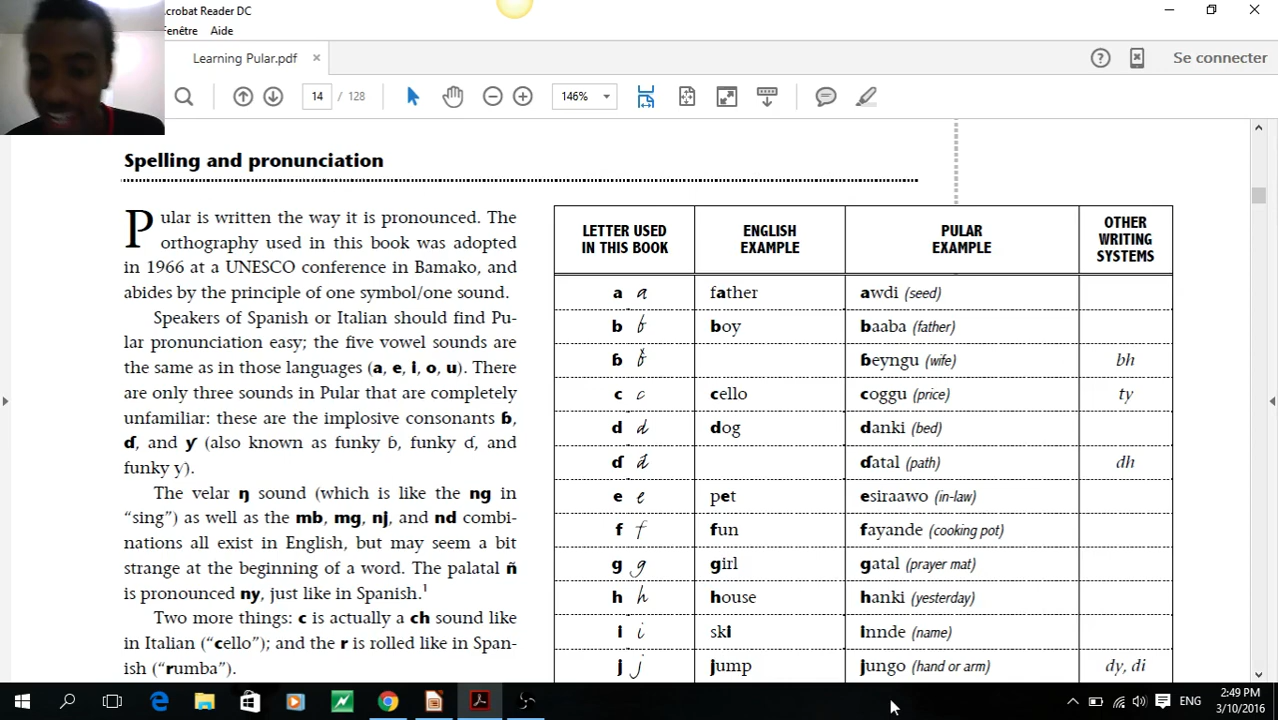 crobat Reader DC
enêtre Aide
Learning Pular.pdf ×
? Se connecter
14 / 128 146%
Spelling and pronunciation
Pular is written the way it is pronounced. The
orthography used in this book was adopted
in 1966 at a UNESCO conference in Bamako, and
abides by the principle of one symbol/one sound.
Speakers of Spanish or Italian should find Pu-
lar pronunciation easy; the five vowel sounds are
the same as in those languages (a, e, i, o, u). There
are only three sounds in Pular that are completely
unfamiliar: these are the implosive consonants ɓ,
ɗ, and ƴ (also known as funky ɓ, funky ɗ, and
funky y).
The velar ŋ sound (which is like the ng in
“sing”) as well as the mb, mg, nj, and nd combi-
nations all exist in English, but may seem a bit
strange at the beginning of a word. The palatal ñ
is pronounced ny, just like in Spanish.¹
Two more things: c is actually a ch sound like
in Italian (“cello”); and the r is rolled like in Span-
ish (“rumba”).
LETTER USED IN THIS BOOK ENGLISH EXAMPLE PULAR EXAMPLE OTHER WRITING SYSTEMS
a a father awdi (seed)
b b boy baaba (father)
ɓ ɓ ɓeyngu (wife) bh
c c cello coggu (price) ty
d d dog danki (bed)
ɗ ɗ ɗatal (path) dh
e e pet esiraawo (in-law)
f f fun fayande (cooking pot)
g g girl gatal (prayer mat)
h h house hanki (yesterday)
i i ski innde (name)
j j jump jungo (hand or arm) dy, di
ENG
2:49 PM
3/10/2016